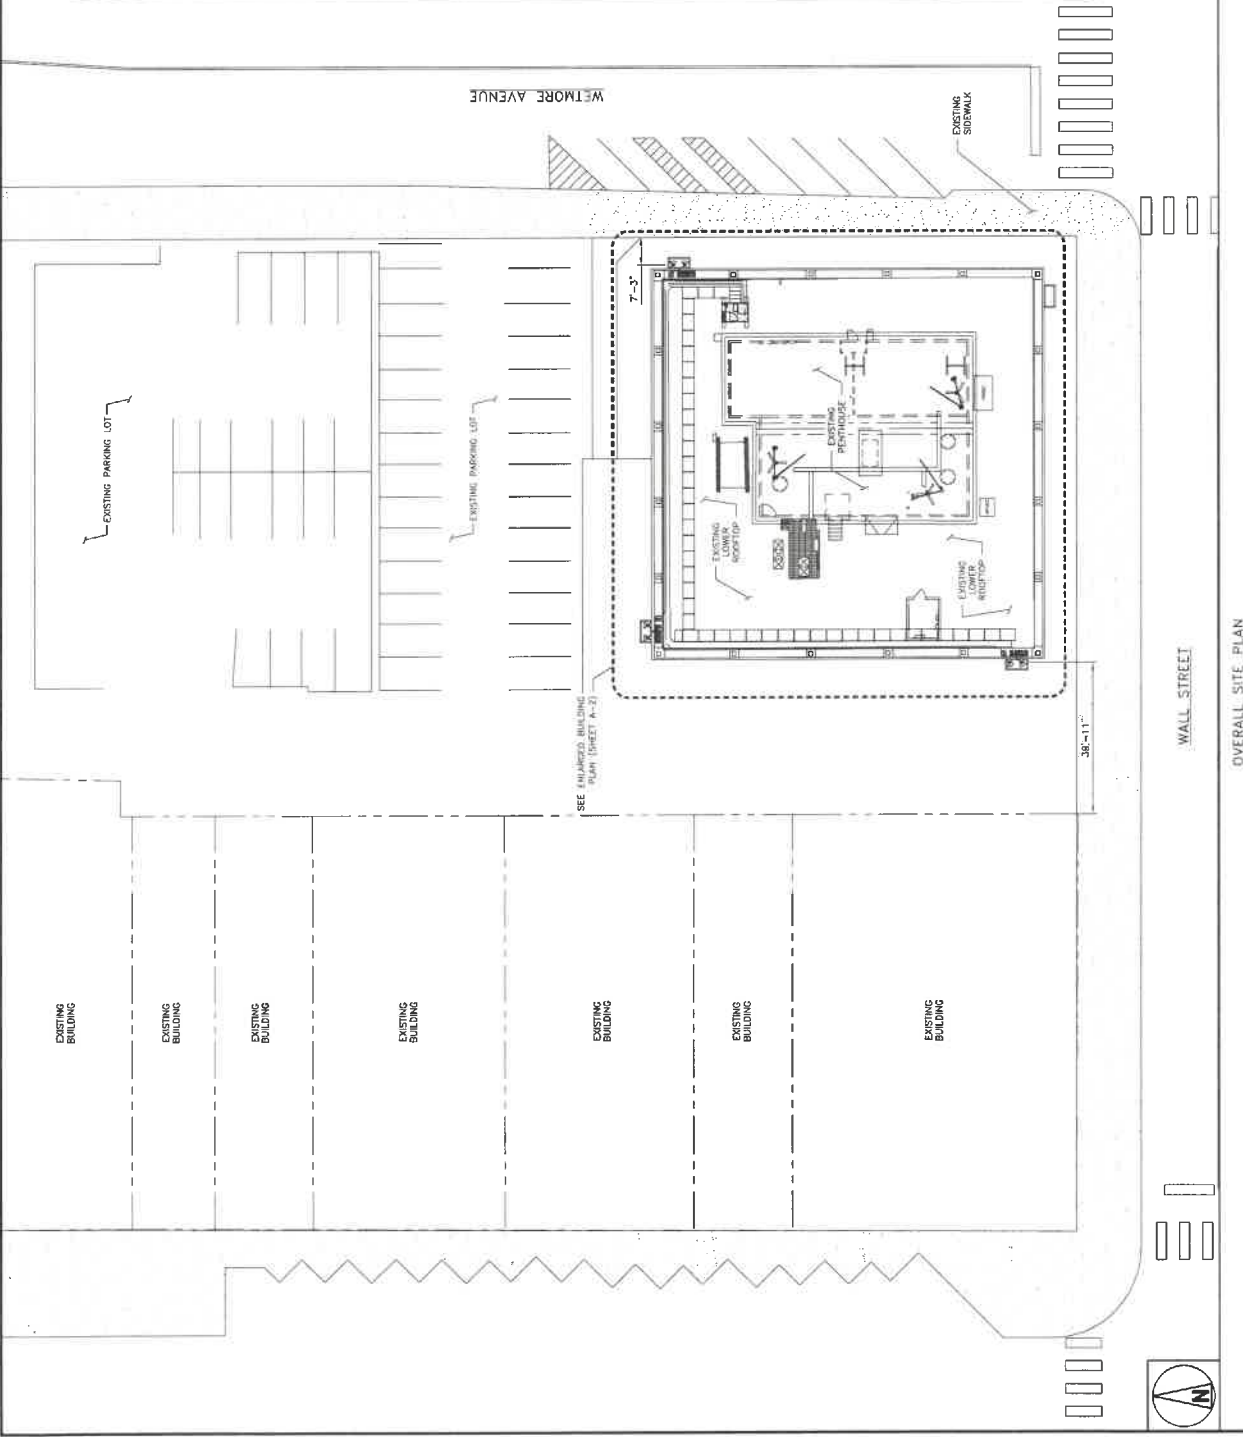 WETMORE AVENUE
EXISTING
SIDEWALK
EXISTING PARKING LOT
EXISTING PARKING LOT
7'-3"
EXISTING
PENTHOUSE
EXISTING
LOWER
ROOFTOP
EXISTING
LOWER
ROOFTOP
SEE ENLARGED BUILDING
PLAN (SHEET A-2)
38'-11"
WALL STREET
OVERALL SITE PLAN
EXISTING
BUILDING
EXISTING
BUILDING
EXISTING
BUILDING
EXISTING
BUILDING
EXISTING
BUILDING
EXISTING
BUILDING
EXISTING
BUILDING
N